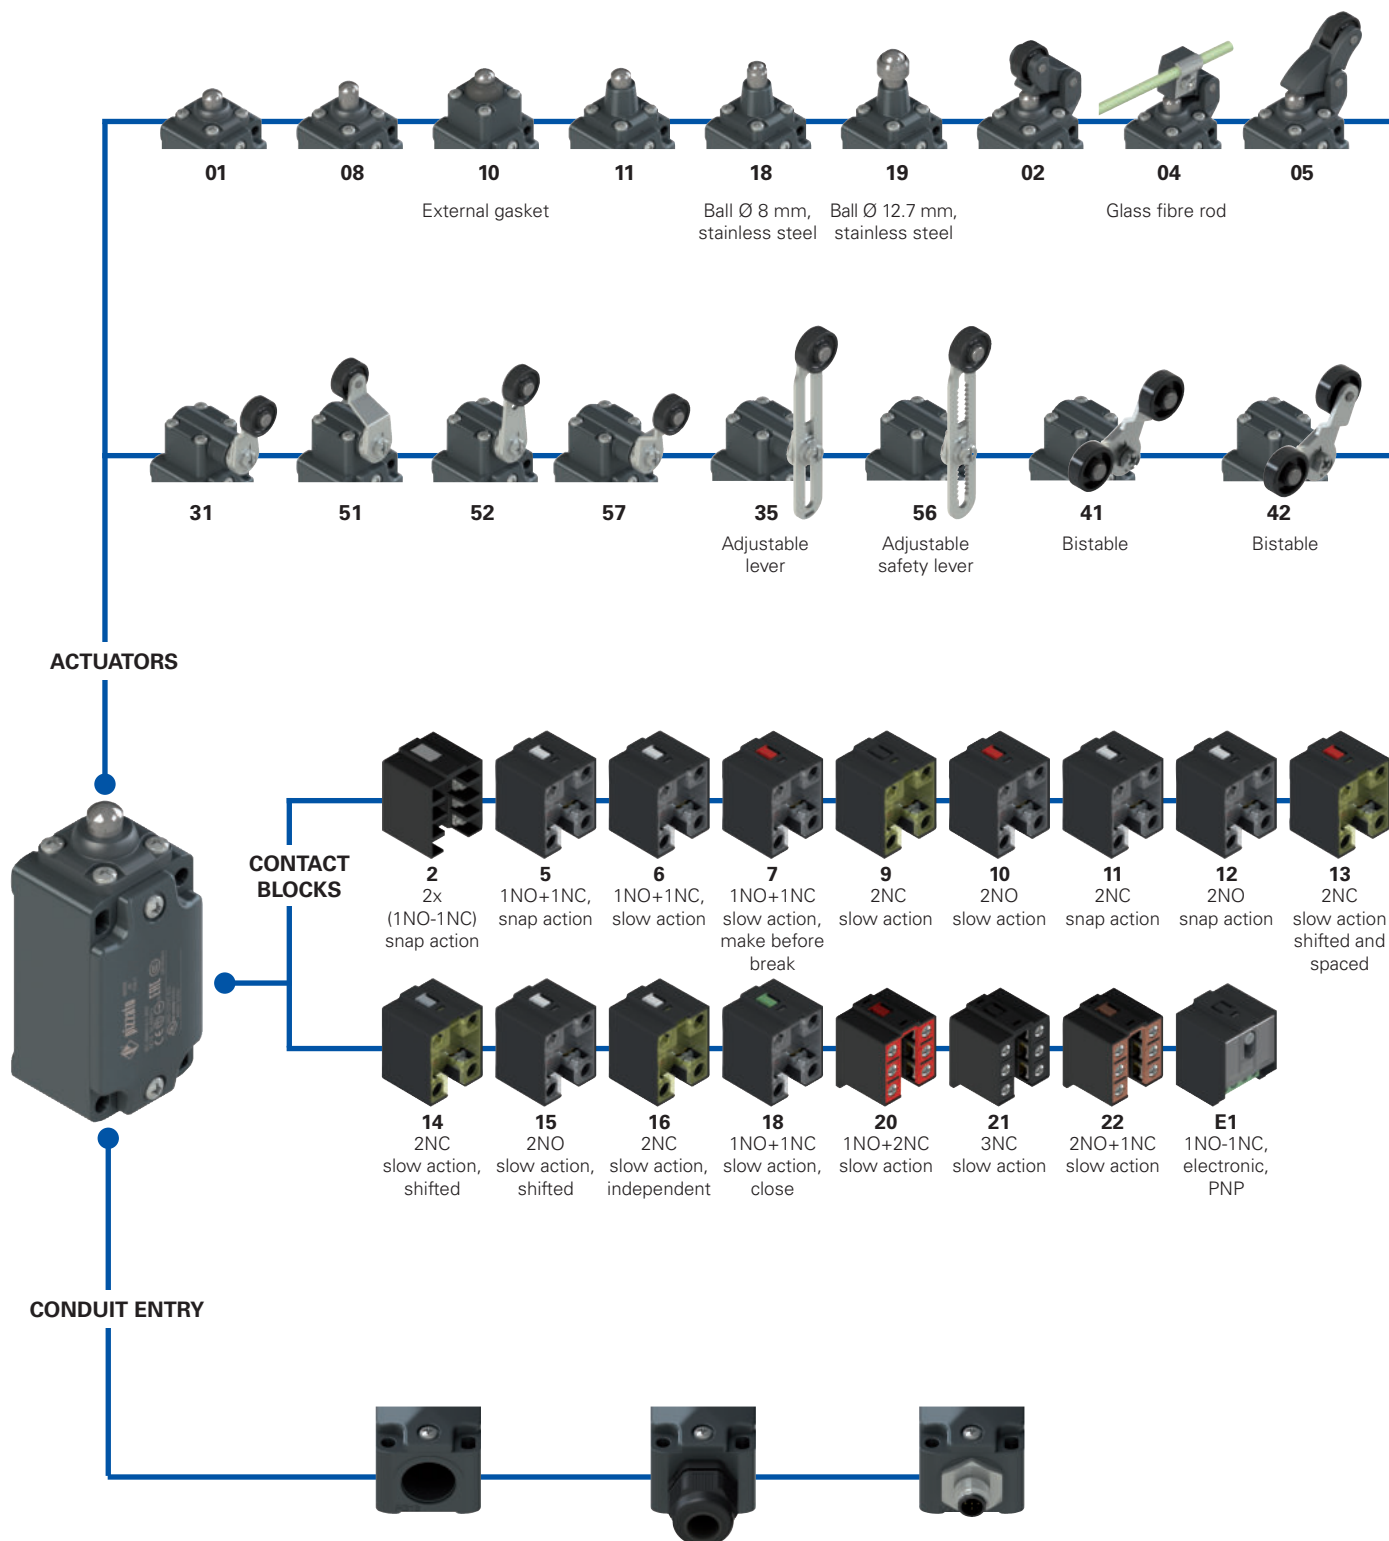 01 08 10 11 18 19 02 04 05
External gasket
Ball Ø 8 mm,
stainless steel
Ball Ø 12.7 mm,
stainless steel
Glass fibre rod
31 51 52 57 35 56 41 42
Adjustable
lever
Adjustable
safety lever
Bistable
Bistable
ACTUATORS
CONTACT
BLOCKS
2
2x
(1NO-1NC)
snap action
5
1NO+1NC,
snap action
6
1NO+1NC,
slow action
7
1NO+1NC
slow action,
make before
break
9
2NC
slow action
10
2NO
slow action
11
2NC
snap action
12
2NO
snap action
13
2NC
slow action
shifted and
spaced
14
2NC
slow action,
shifted
15
2NO
slow action,
shifted
16
2NC
slow action,
independent
18
1NO+1NC
slow action,
close
20
1NO+2NC
slow action
21
3NC
slow action
22
2NO+1NC
slow action
E1
1NO-1NC,
electronic,
PNP
pizzato
CONDUIT ENTRY